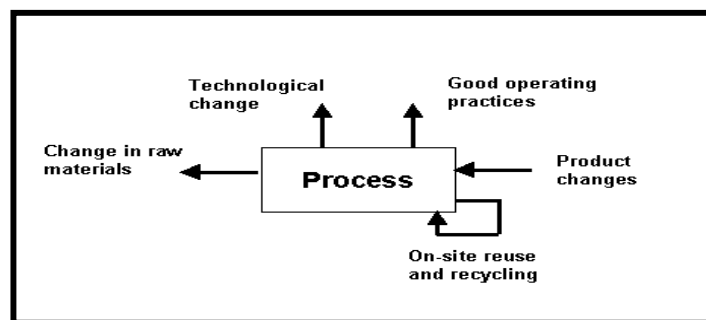 Technological
change
Good operating
practices
Change in raw
materials
Process
Product
changes
On-site reuse
and recycling